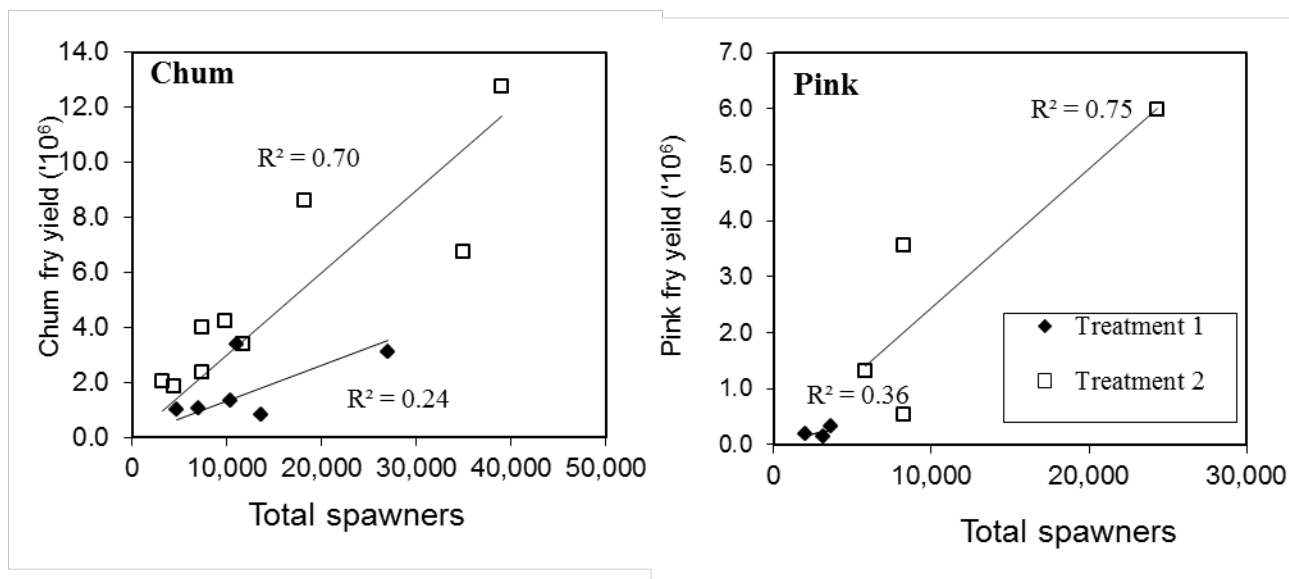 Chum
Chum fry yield ('10⁶)
14.0
12.0
10.0
8.0
6.0
4.0
2.0
0.0
R² = 0.70
R² = 0.24
0
10,000
20,000
30,000
40,000
50,000
Total spawners
Pink
Pink fry yeild ('10⁶)
7.0
6.0
5.0
4.0
3.0
2.0
1.0
0.0
R² = 0.75
R² = 0.36
Treatment 1
Treatment 2
0
10,000
20,000
30,000
Total spawners